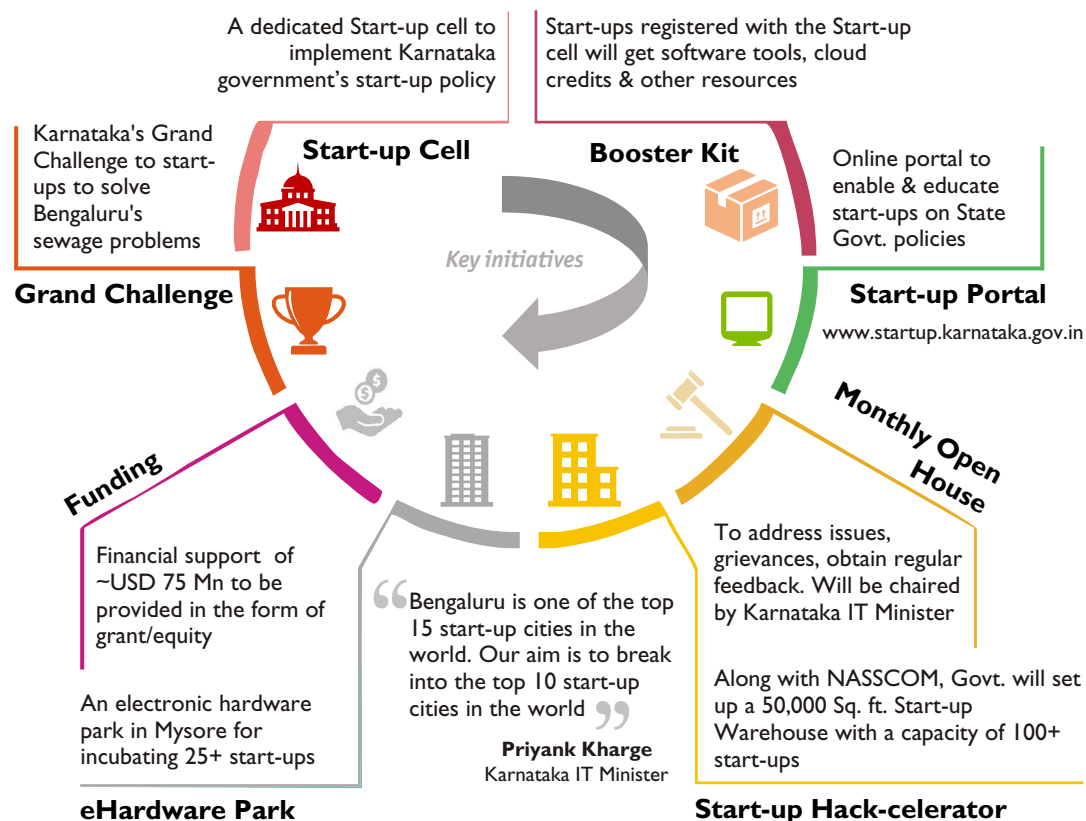 A dedicated Start-up cell to
implement Karnataka
government's start-up policy
Start-up Cell
Start-ups registered with the Start-up
cell will get software tools, cloud
credits & other resources
Booster Kit
Online portal to
enable & educate
start-ups on State
Govt. policies
Start-up Portal
www.startup.karnataka.gov.in
Monthly Open
House
To address issues,
grievances, obtain regular
feedback. Will be chaired
by Karnataka IT Minister
Along with NASSCOM, Govt. will set
up a 50,000 Sq. ft. Start-up
Warehouse with a capacity of 100+
start-ups
Start-up Hack-celerator
An electronic hardware
park in Mysore for
incubating 25+ start-ups
eHardware Park
Funding
Financial support of
~USD 75 Mn to be
provided in the form of
grant/equity
Karnataka's Grand
Challenge to start-
ups to solve
Bengaluru's
sewage problems
Grand Challenge
Key initiatives
$
$
“Bengaluru is one of the top
15 start-up cities in the
world. Our aim is to break
into the top 10 start-up
cities in the world”
Priyank Kharge
Karnataka IT Minister